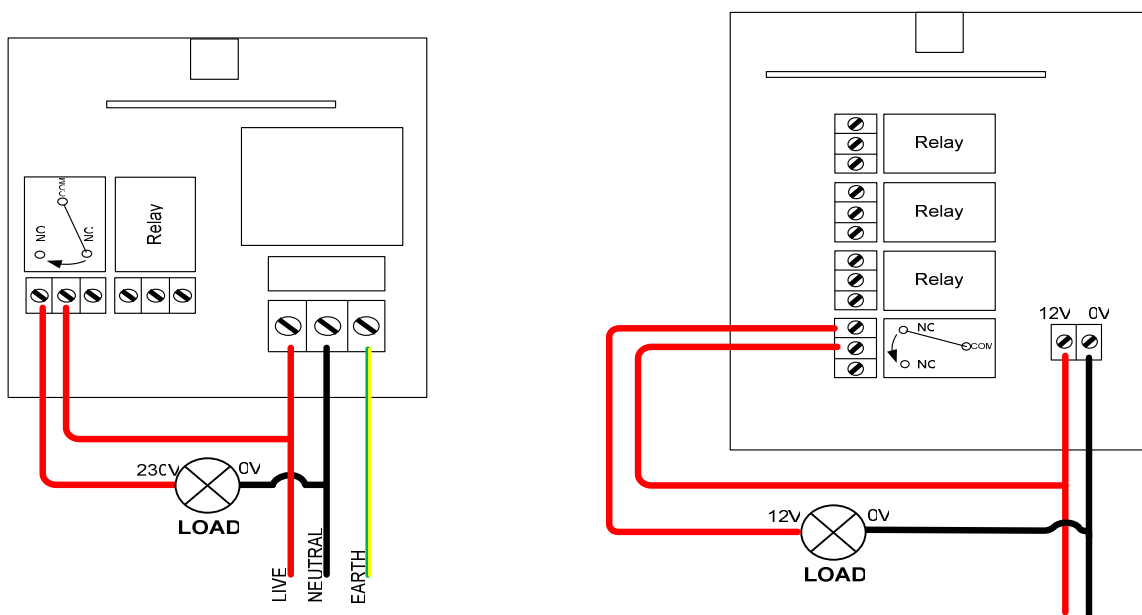 COM
NO
NC
Relay
230V
0V
LOAD
LIVE
NEUTRAL
EARTH
Relay
Relay
Relay
NC
COM
NC
12V 0V
12V
0V
LOAD